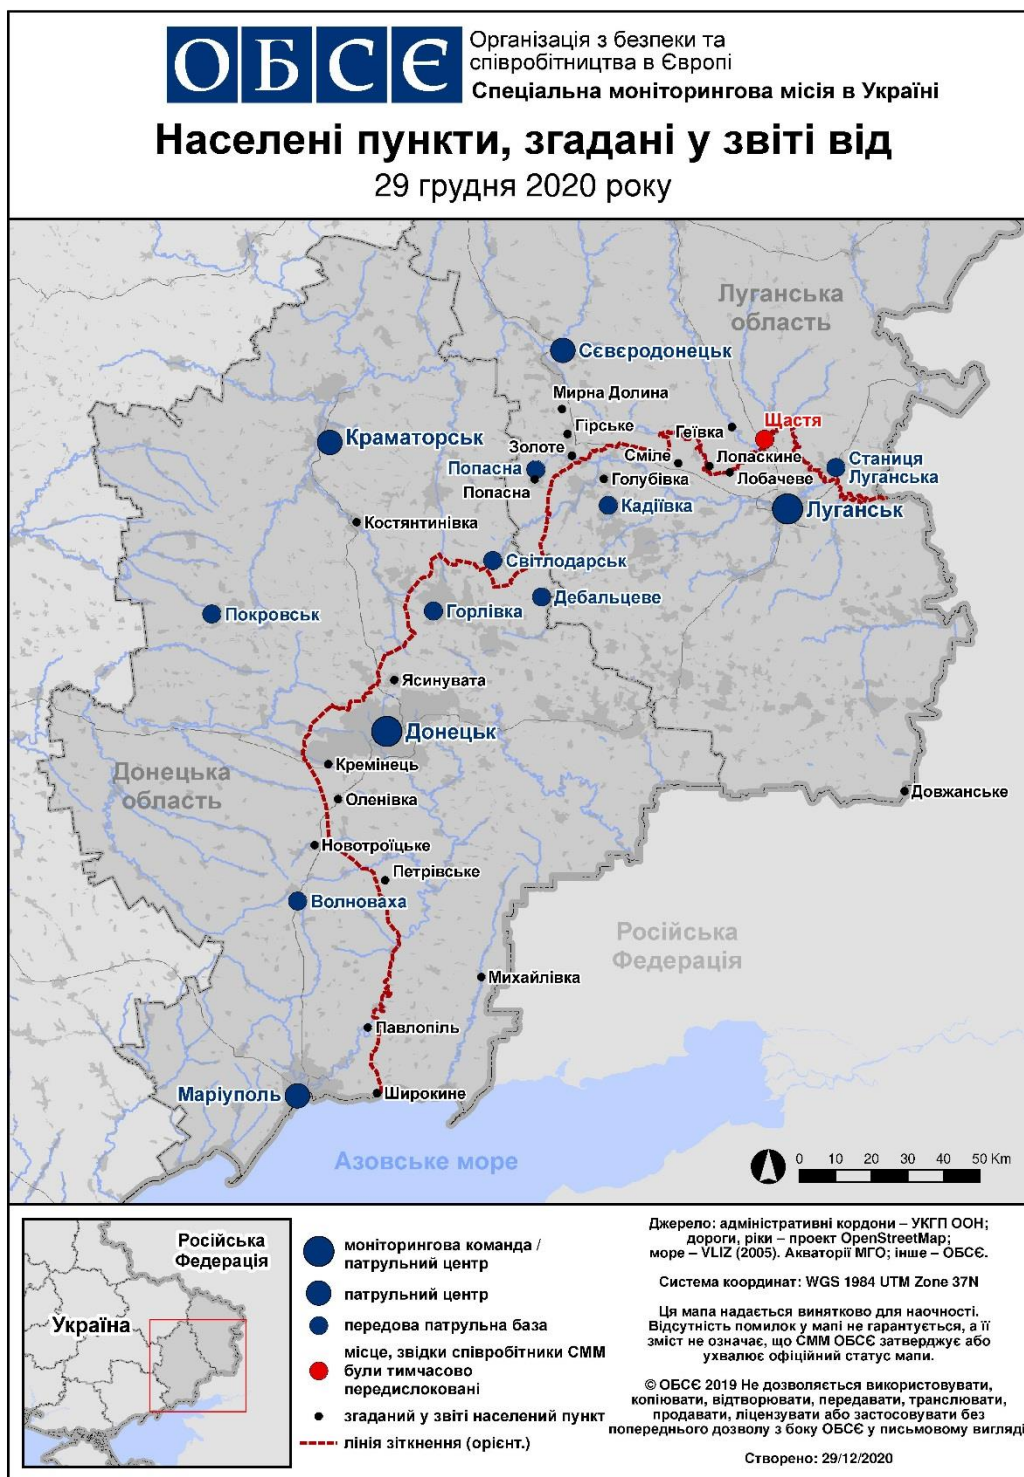 ОБСЄ
Організація з безпеки та
співробітництва в Європі
Спеціальна моніторингова місія в Україні
Населені пункти, згадані у звіті від
29 грудня 2020 року
Луганська
область
Сєвєродонецьк
Мирна Долина
Гірське
Золоте
Геївка
Щастя
Краматорськ
Попасна
Попасна
Сміле
Лопаскине
Лобачеве
Станиця
Луганська
Голубівка
Кадіївка
Луганськ
Костянтинівка
Світлодарськ
Дебальцеве
Горлівка
Покровськ
Ясинувата
Донецьк
Кремінець
Донецька
область
Оленівка
Довжанське
Новотроїцьке
Петрівське
Волноваха
Російська
Федерація
Михайлівка
Павлопіль
Маріуполь
Широкине
Азовське море
0 10 20 30 40 50 Km
Російська
Федерація
Україна
моніторингова команда /
патрульний центр
патрульний центр
передова патрульна база
місце, звідки співробітники СММ
були тимчасово
передислоковані
згаданий у звіті населений пункт
лінія зіткнення (орієнт.)
Джерело: адміністративні кордони – УКГП ООН;
дороги, ріки – проект OpenStreetMap;
море – VLIZ (2005). Акваторії МГО; інше – ОБСЄ.
Система координат: WGS 1984 UTM Zone 37N
Ця мапа надається винятково для наочності.
Відсутність помилок у мапі не гарантується, а її
зміст не означає, що СММ ОБСЄ затверджує або
ухвалює офіційний статус мапи.
© ОБСЄ 2019 Не дозволяється використовувати,
копіювати, відтворювати, передавати, транслювати,
продавати, ліцензувати або застосовувати без
попереднього дозволу з боку ОБСЄ у письмовому вигляді
Створено: 29/12/2020